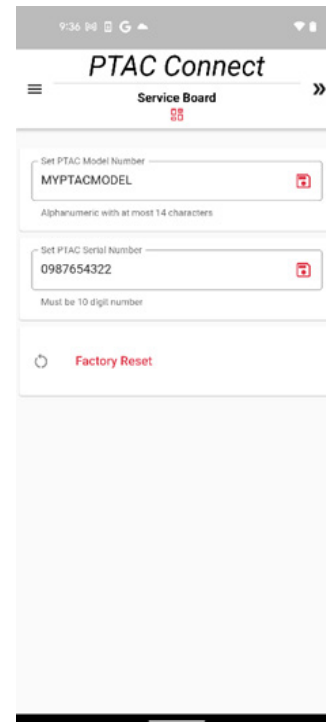 9:36
PTAC Connect
Service Board
Set PTAC Model Number
MYPTACMODEL
Alphanumeric with at most 14 characters
Set PTAC Serial Number
0987654322
Must be 10 digit number
Factory Reset